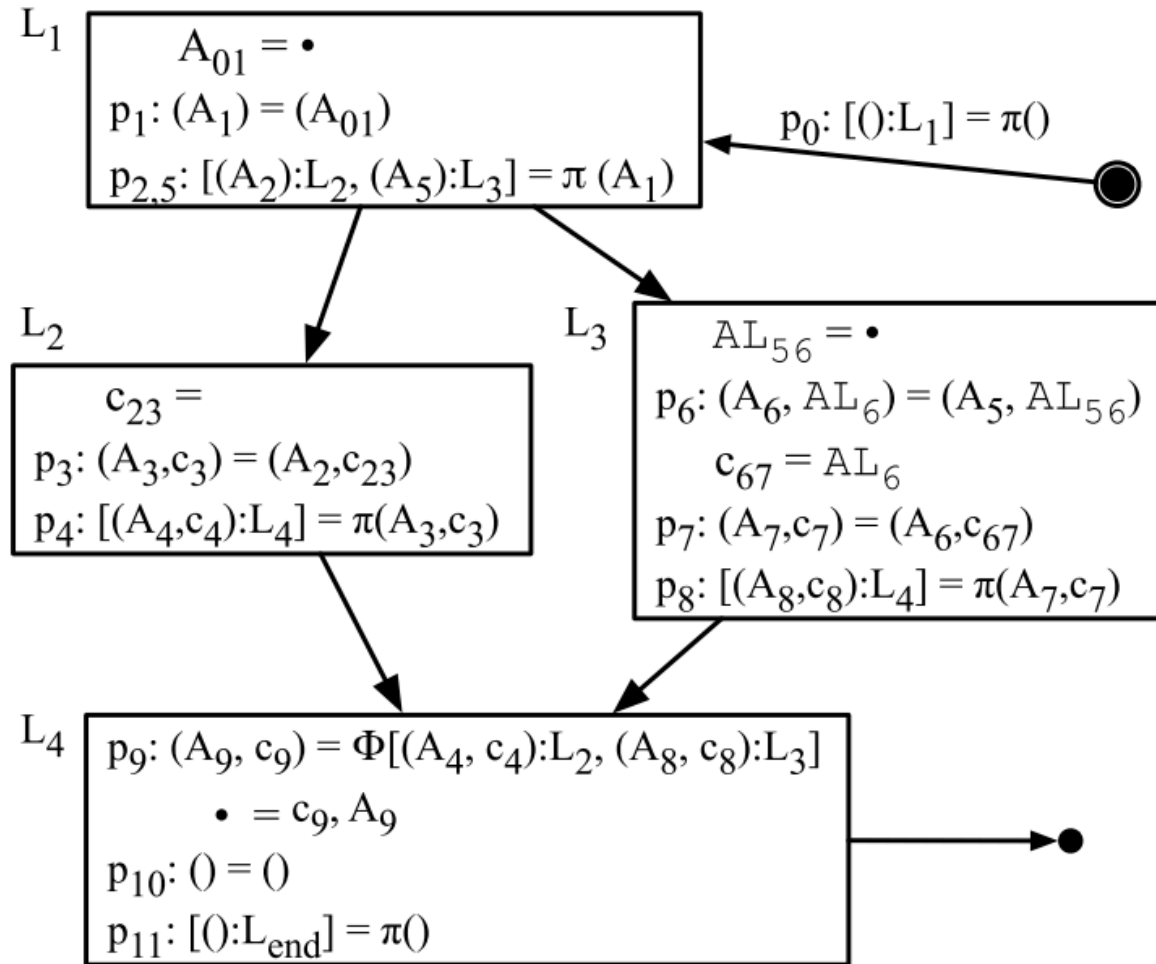 L₁
A₀₁ = •
p₁: (A₁) = (A₀₁)
p₂,₅: [(A₂):L₂, (A₅):L₃] = π (A₁)
p₀: [():L₁] = π()
L₂
c₂₃ =
p₃: (A₃,c₃) = (A₂,c₂₃)
p₄: [(A₄,c₄):L₄] = π(A₃,c₃)
L₃
AL₅₆ = •
p₆: (A₆, AL₆) = (A₅, AL₅₆)
c₆₇ = AL₆
p₇: (A₇,c₇) = (A₆,c₆₇)
p₈: [(A₈,c₈):L₄] = π(A₇,c₇)
L₄
p₉: (A₉, c₉) = Φ[(A₄, c₄):L₂, (A₈, c₈):L₃]
• = c₉, A₉
p₁₀: () = ()
p₁₁: [():Lₑₙd] = π()